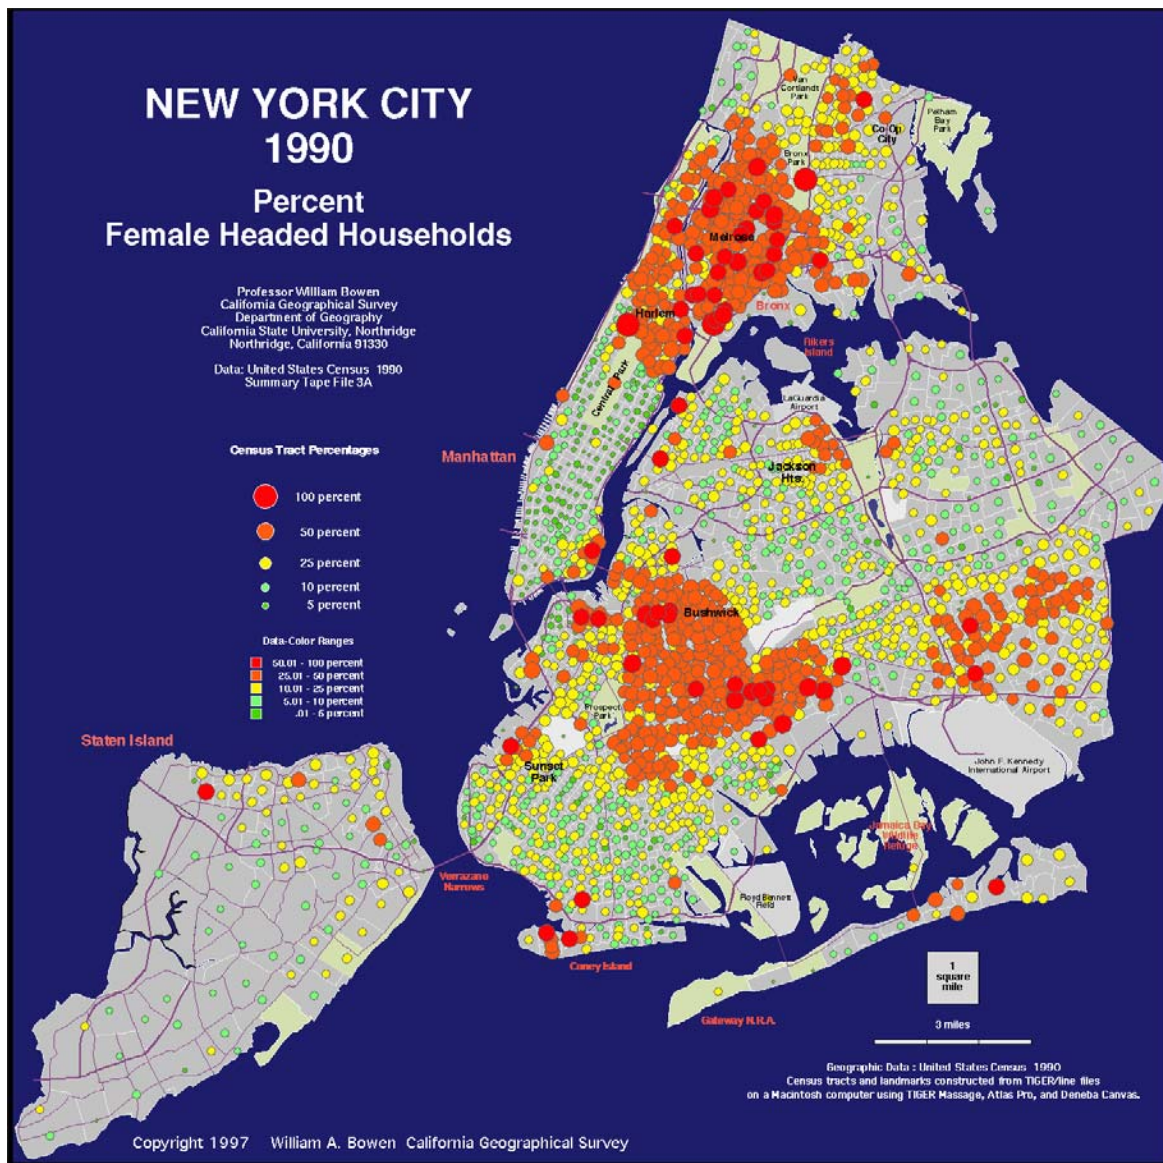 NEW YORK CITY
1990
Percent
Female Headed Households
Professor William Bowen
California Geographical Survey
Department of Geography
California State University, Northridge
Northridge, California 91330
Data: United States Census 1990
Summary Tape File 3A
Census Tract Percentages
100 percent
50 percent
25 percent
10 percent
5 percent
Data-Color Ranges
50.01 - 100 percent
25.01 - 50 percent
10.01 - 25 percent
5.01 - 10 percent
Van
Cortlandt
Park
Pelham
Bay
Park
Co-Op
City
Bronx
Park
Melrose
Harlem
Bronx
Rikers
Island
Central Park
LaGuardia
Airport
Manhattan
Jackson
Hts.
Bushwick
Prospect
Park
Staten Island
Sunset
Park
John F. Kennedy
International Airport
Jamaica Bay
Wildlife
Refuge
Verrazano
Narrows
Floyd Bennett
Field
Coney Island
1
square
mile
Gateway N.R.A.
3 miles
Geographic Data : United States Census 1990
Census tracts and landmarks constructed from TIGER/line files
on a Macintosh computer using TIGER Massage, Atlas Pro, and Deneba Canvas.
Copyright 1997 William A. Bowen California Geographical Survey